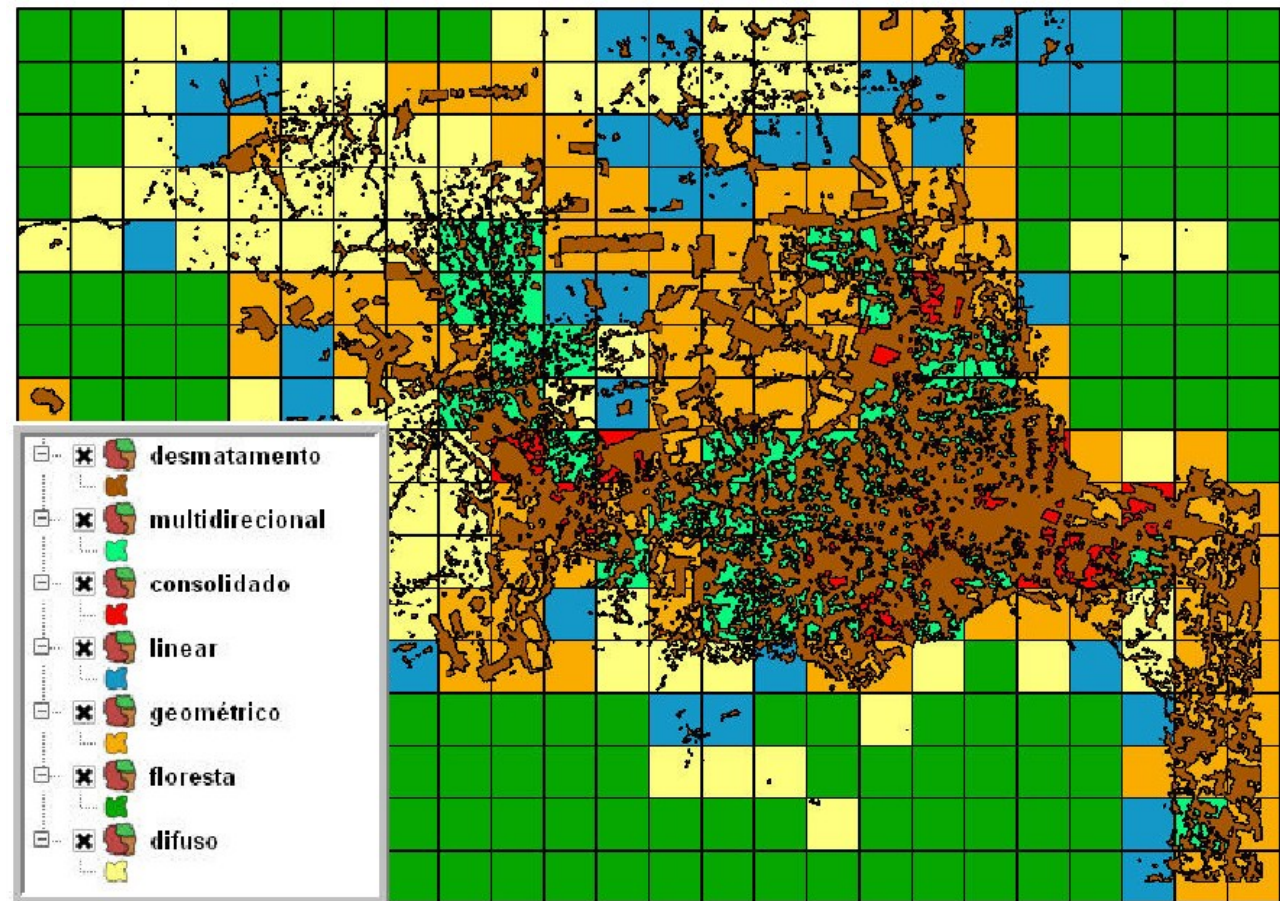 desmatamento
multidirecional
consolidado
linear
geométrico
floresta
difuso